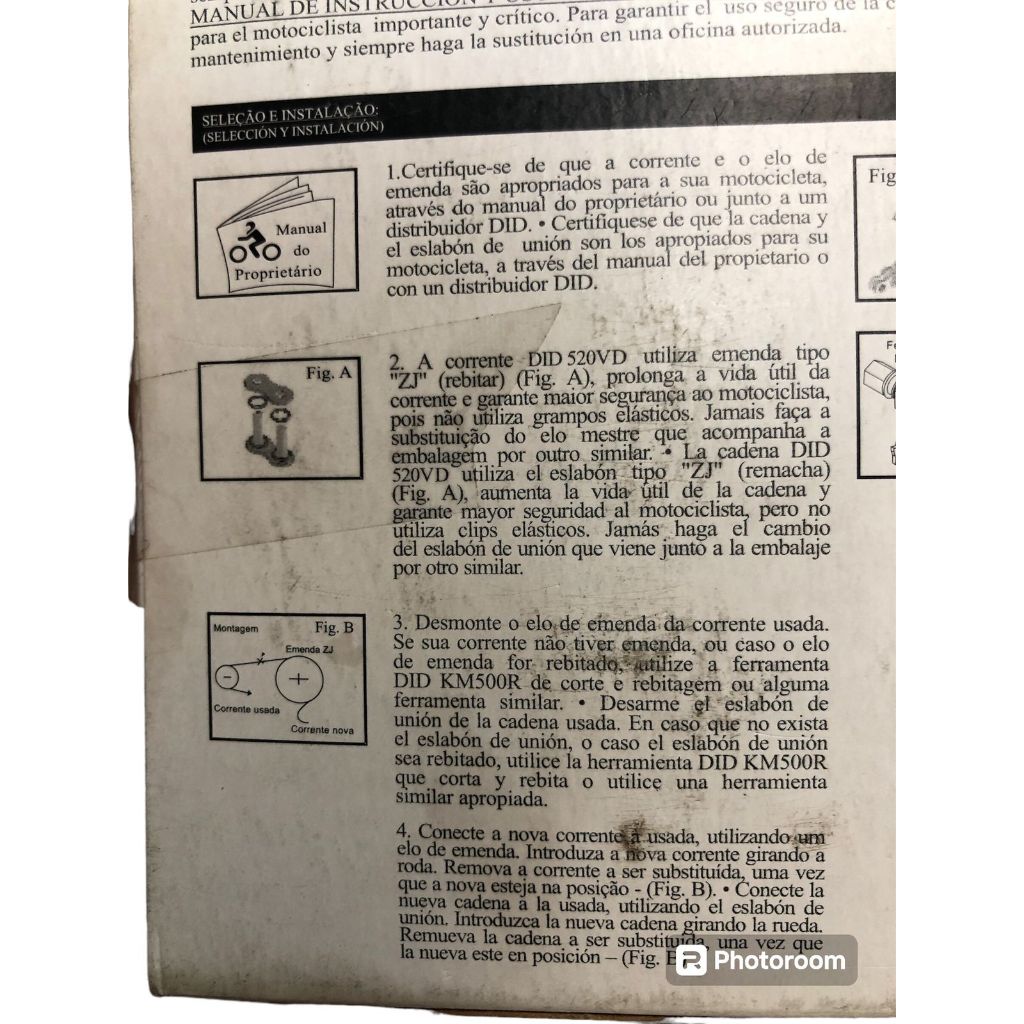 MANUAL DE INSTRUCCIÓN Y
para el motociclista importante y crítico. Para garantir el uso seguro de la
mantenimiento y siempre haga la sustitución en una oficina autorizada.
SELEÇÃO E INSTALAÇÃO:
(SELECCIÓN Y INSTALACIÓN)
Manual
do
Proprietário
1.Certifique-se de que a corrente e o elo de
emenda são apropriados para a sua motocicleta,
através do manual do proprietário ou junto a um
distribuidor DID. • Certifiquese de que la cadena y
el eslabón de unión son los apropiados para su
motocicleta, a través del manual del propietario o
con un distribuidor DID.
Fig
Fig. A
2. A corrente DID 520VD utiliza emenda tipo
"ZJ" (rebitar) (Fig. A), prolonga a vida útil da
corrente e garante maior segurança ao motociclista,
pois não utiliza grampos elásticos. Jamais faça a
substituição do elo mestre que acompanha a
embalagem por outro similar. • La cadena DID
520VD utiliza el eslabón tipo "ZJ" (remacha)
(Fig. A), aumenta la vida útil de la cadena y
garante mayor seguridad al motociclista, pero no
utiliza clips elásticos. Jamás haga el cambio
del eslabón de unión que viene junto a la embalaje
por otro similar.
Montagem
Fig. B
Emenda ZJ
Corrente usada
Corrente nova
3. Desmonte o elo de emenda da corrente usada.
Se sua corrente não tiver emenda, ou caso o elo
de emenda for rebitado, utilize a ferramenta
DID KM500R de corte e rebitagem ou alguma
ferramenta similar. • Desarme el eslabón de
unión de la cadena usada. En caso que no exista
el eslabón de unión, o caso el eslabón de unión
sea rebitado, utilice la herramienta DID KM500R
que corta y rebita o utilice una herramienta
similar apropiada.
4. Conecte a nova corrente à usada, utilizando um
elo de emenda. Introduza a nova corrente girando a
roda. Remova a corrente a ser substituída, uma vez
que a nova esteja na posição - (Fig. B). • Conecte la
nueva cadena a la usada, utilizando el eslabón de
unión. Introduzca la nueva cadena girando la rueda.
Remueva la cadena a ser substituída, una vez que
la nueva este en posición – (Fig.
Photoroom